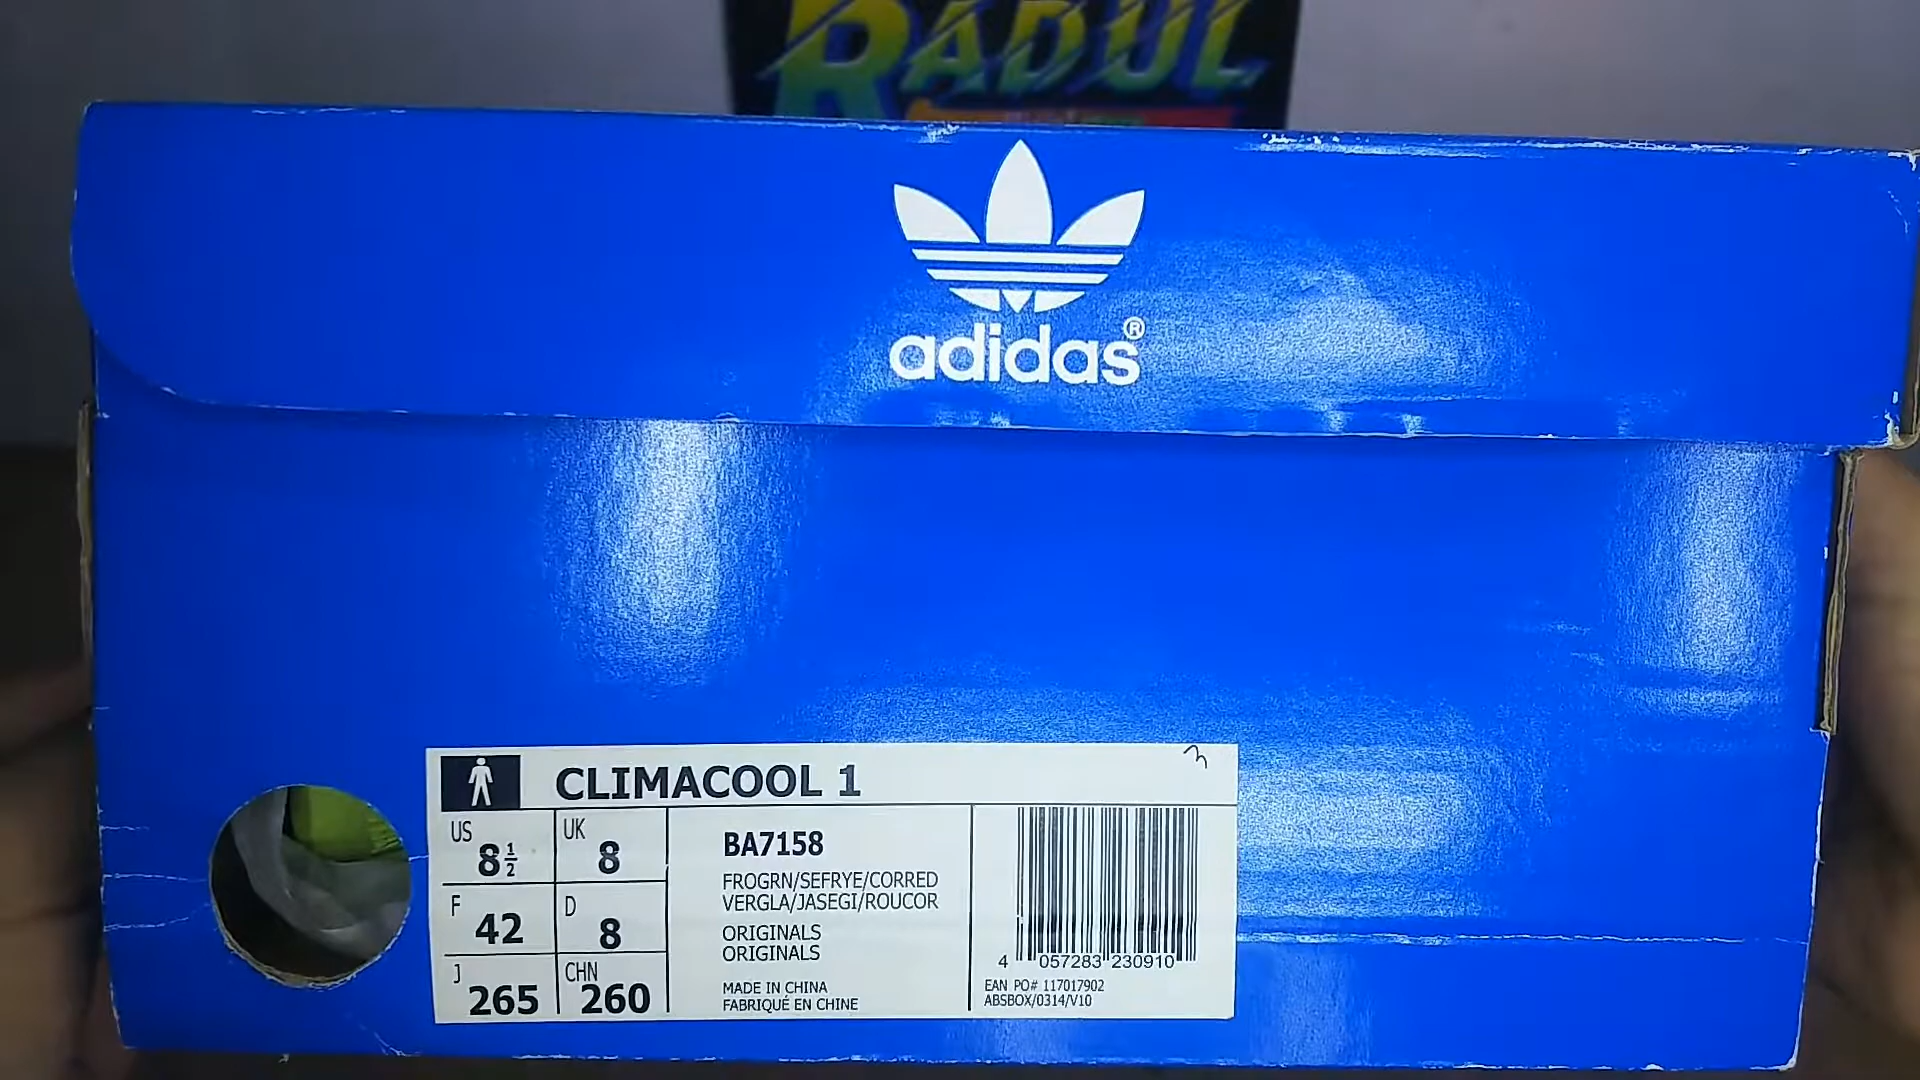 RADUL
adidas®
CLIMACOOL 1
3
US 8½
UK 8
F 42
D 8
J 265
CHN 260
BA7158
FROGRN/SEFRYE/CORRED
VERGLA/JASEGI/ROUCOR
ORIGINALS
ORIGINALS
MADE IN CHINA
FABRIQUÉ EN CHINE
4 057283 230910
EAN PO# 117017902
ABSBOX/0314/V10